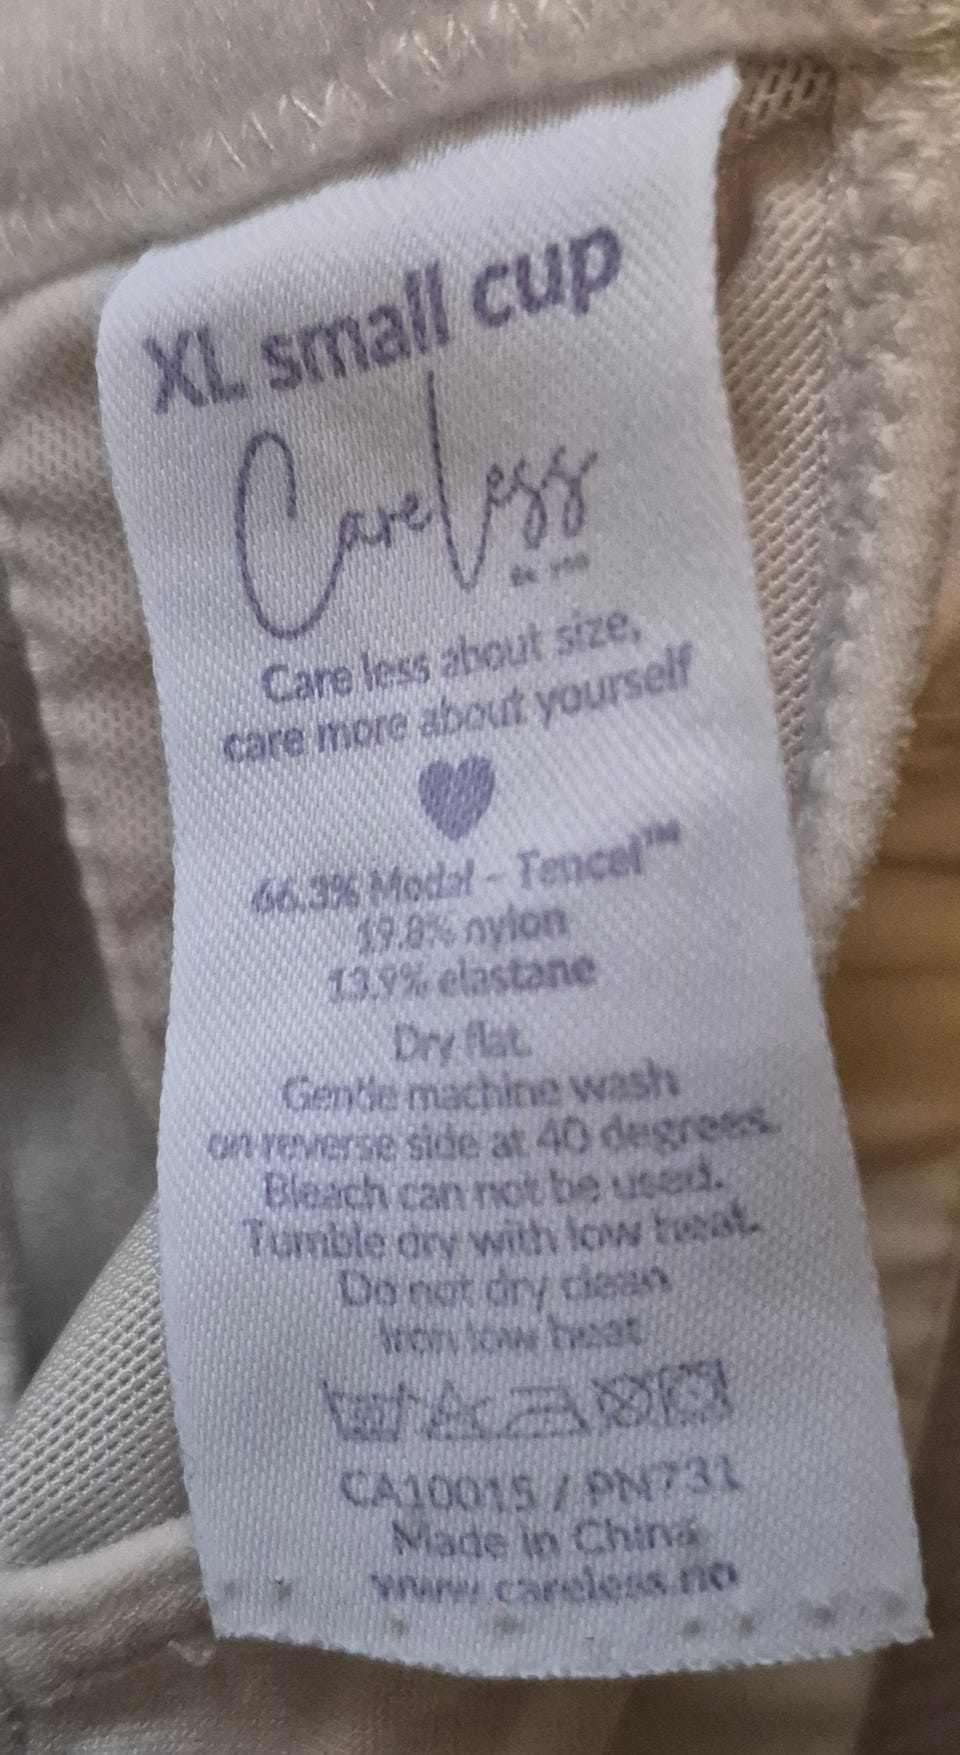 XL small cup
CareLess
BE YOU
Care less about size,
care more about yourself
66.3% Modal - Tencel™
19.8% nylon
13.9% elastane
Dry flat.
Gentle machine wash
on reverse side at 40 degrees.
Bleach can not be used.
Tumble dry with low heat.
Do not dry clean
Iron low heat
CA10015 / PN731
Made in China
www.careless.no